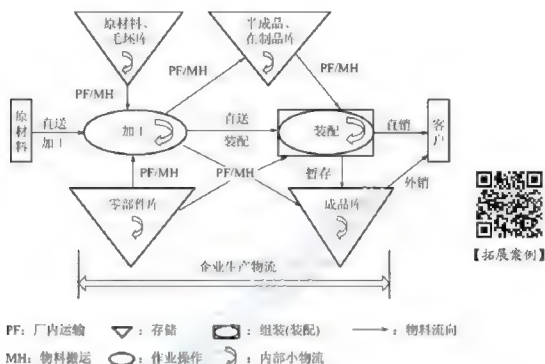 原材料、
毛坯库
半成品、
在制品库
PF/MH
PF/MH
PF/MH
原材料
直送
加工
加工
直送
装配
装配
直销
客户
PF/MH
PF/MH
暂存
外销
零部件库
成品库
企业生产物流
【拓展案例】
PF：厂内运输
：存储
：组装(装配)
：物料流向
MH：物料搬运
：作业操作
：内部小物流